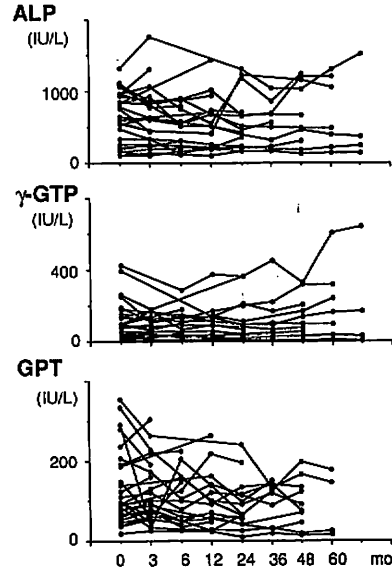 ALP
(IU/L)
1000
0
γ-GTP
(IU/L)
400
0
GPT
(IU/L)
200
0
0 3 6 12 24 36 48 60 mo